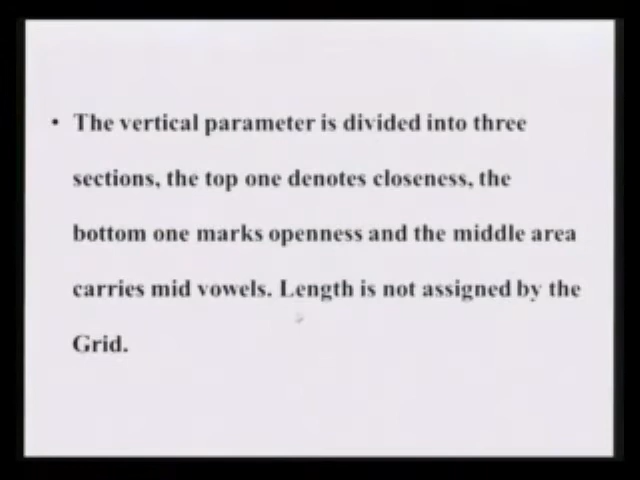 • The vertical parameter is divided into three
sections, the top one denotes closeness, the
bottom one marks openness and the middle area
carries mid vowels. Length is not assigned by the
Grid.